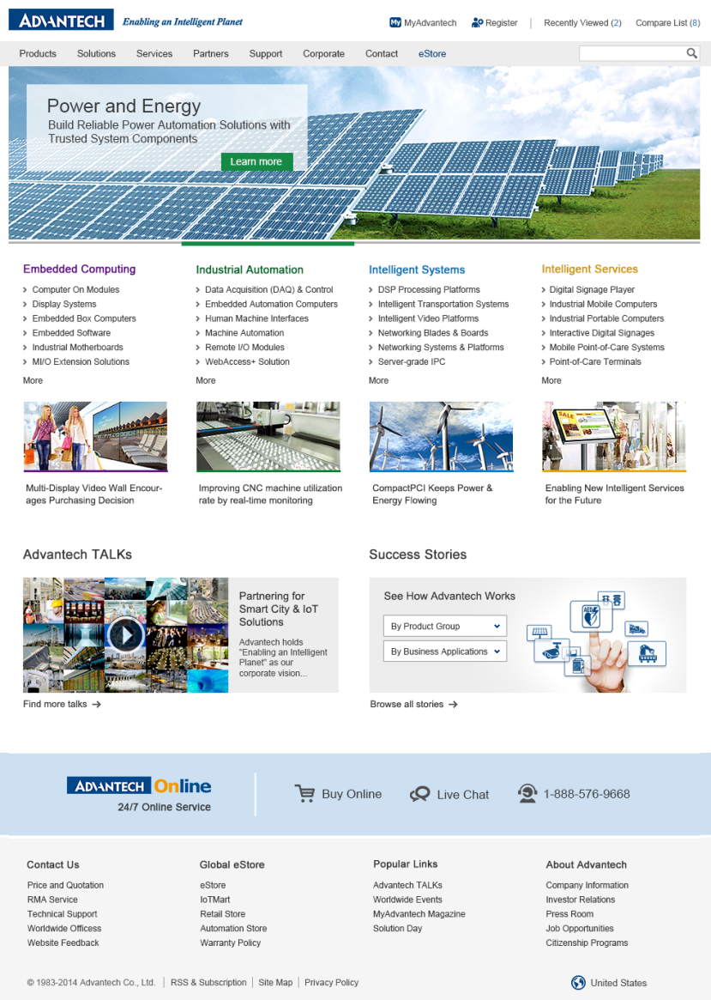 ADVANTECH Enabling an Intelligent Planet
My MyAdvantech Register Recently Viewed (2) Compare List (8)
Products Solutions Services Partners Support Corporate Contact eStore
Power and Energy
Build Reliable Power Automation Solutions with
Trusted System Components
Learn more
Embedded Computing
Computer On Modules
Display Systems
Embedded Box Computers
Embedded Software
Industrial Motherboards
MI/O Extension Solutions
More
Industrial Automation
Data Acquisition (DAQ) & Control
Embedded Automation Computers
Human Machine Interfaces
Machine Automation
Remote I/O Modules
WebAccess+ Solution
More
Intelligent Systems
DSP Processing Platforms
Intelligent Transportation Systems
Intelligent Video Platforms
Networking Blades & Boards
Networking Systems & Platforms
Server-grade IPC
More
Intelligent Services
Digital Signage Player
Industrial Mobile Computers
Industrial Portable Computers
Interactive Digital Signages
Mobile Point-of-Care Systems
Point-of-Care Terminals
More
SALE
Multi-Display Video Wall Encour-
ages Purchasing Decision
Improving CNC machine utilization
rate by real-time monitoring
CompactPCI Keeps Power &
Energy Flowing
Enabling New Intelligent Services
for the Future
Advantech TALKs
Partnering for
Smart City & IoT
Solutions
Advantech holds
"Enabling an Intelligent
Planet" as our
corporate vision...
Find more talks
Success Stories
See How Advantech Works
By Product Group
By Business Applications
AED
Browse all stories
ADVANTECH Online
24/7 Online Service
Buy Online Live Chat 1-888-576-9668
Contact Us
Price and Quotation
RMA Service
Technical Support
Worldwide Officess
Website Feedback
Global eStore
eStore
IoTMart
Retail Store
Automation Store
Warranty Policy
Popular Links
Advantech TALKs
Worldwide Events
MyAdvantech Magazine
Solution Day
About Advantech
Company Information
Investor Relations
Press Room
Job Opportunities
Citizenship Programs
© 1983-2014 Advantech Co., Ltd. | RSS & Subscription | Site Map | Privacy Policy
United States